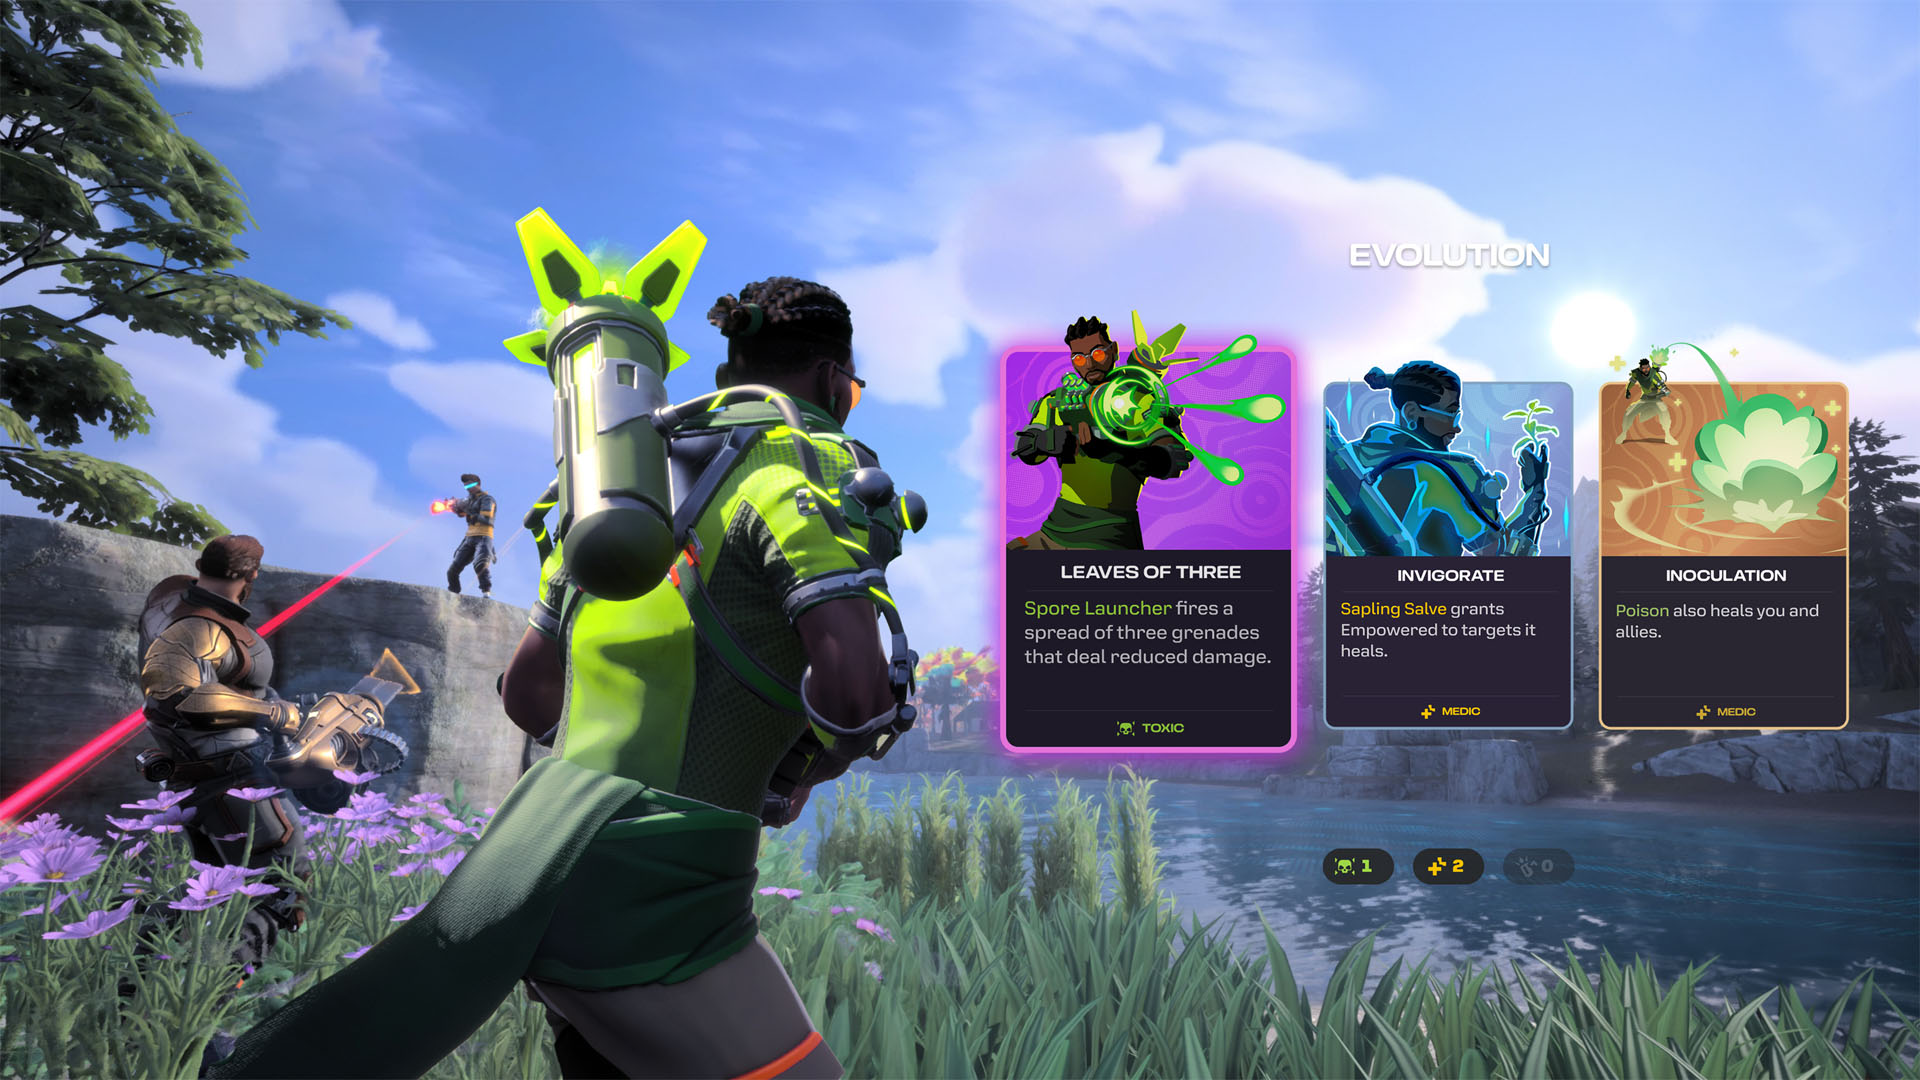 EVOLUTION
LEAVES OF THREE
Spore Launcher fires a
spread of three grenades
that deal reduced damage.
TOXIC
INVIGORATE
Sapling Salve grants
Empowered to targets it
heals.
MEDIC
INOCULATION
Poison also heals you and
allies.
MEDIC
1
2
0